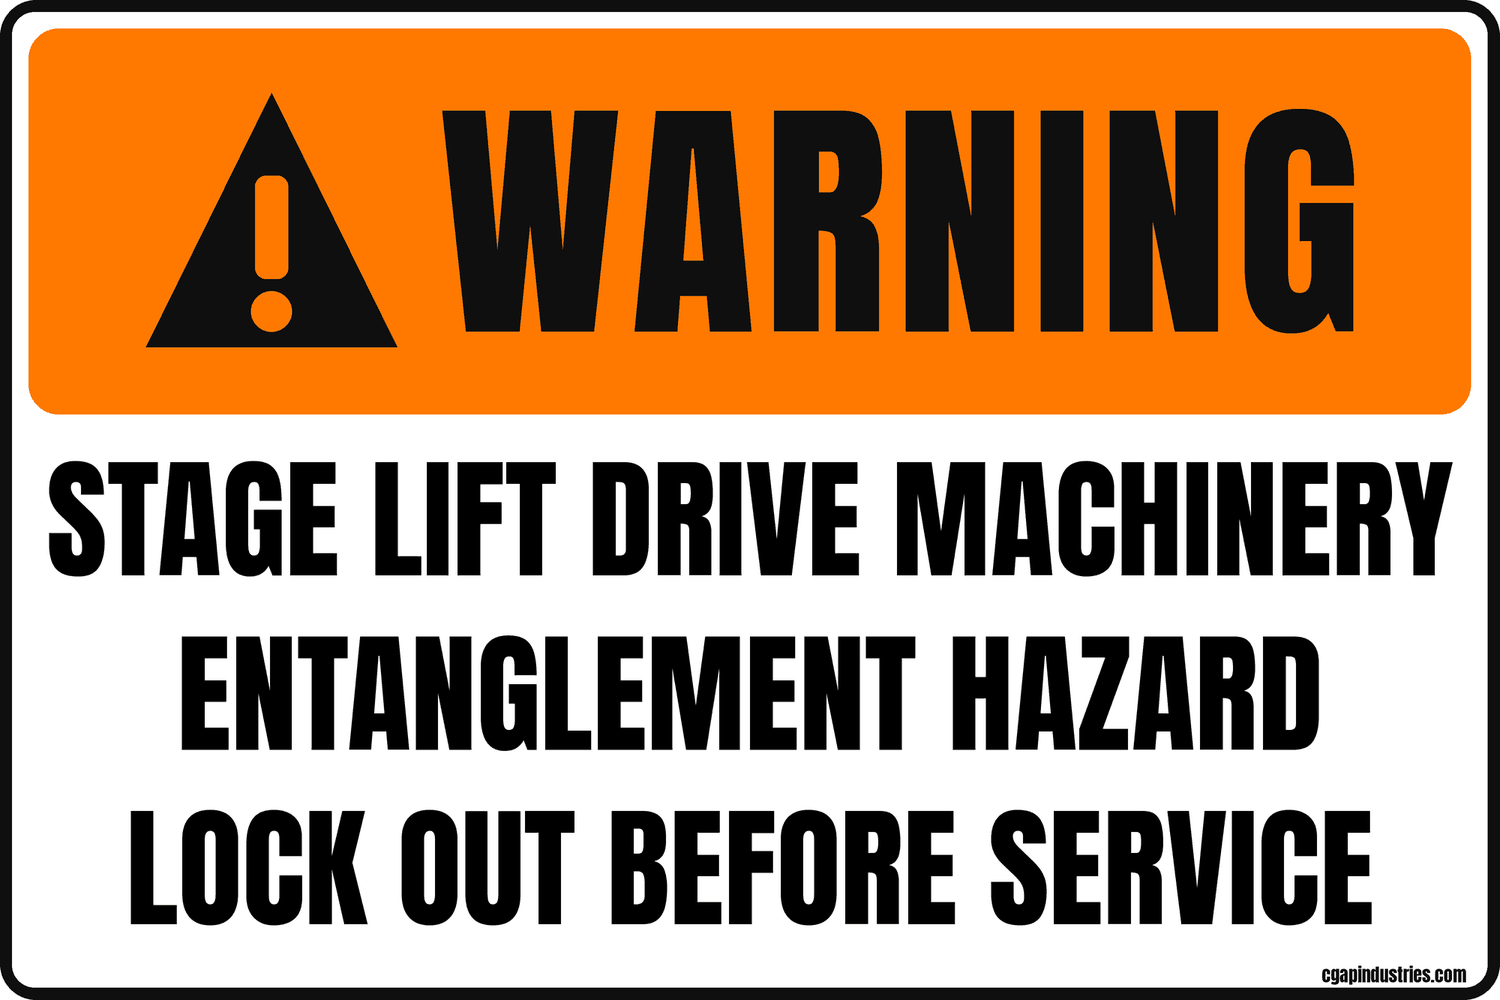 WARNING
STAGE LIFT DRIVE MACHINERY
ENTANGLEMENT HAZARD
LOCK OUT BEFORE SERVICE
cgapindustries.com